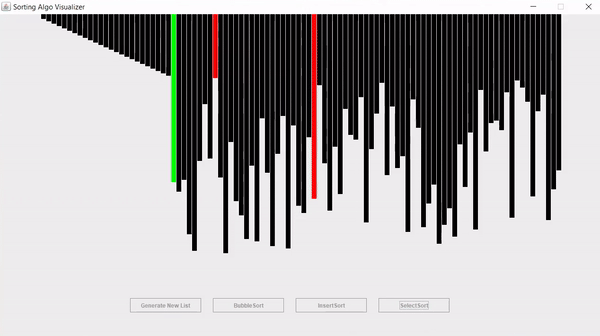 Sorting Algo Visualizer
Generate New List
BubbleSort
InsertSort
SelectSort